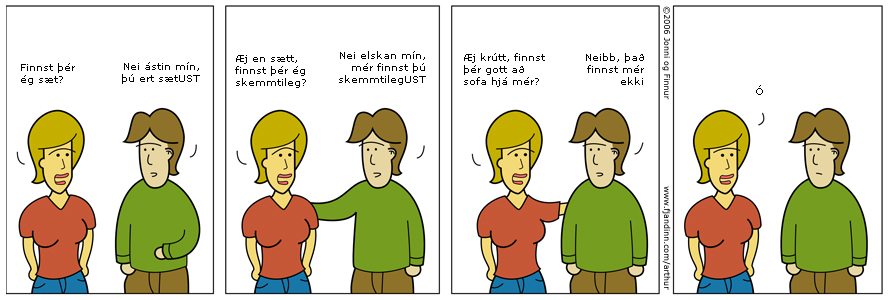 Finnst þér
ég sæt?
Nei ástin mín,
þú ert sætUST
Æj en sætt,
finnst þér ég
skemmtileg?
Nei elskan mín,
mér finnst þú
skemmtilegUST
Æj krútt, finnst
þér gott að
sofa hjá mér?
Neibb, það
finnst mér
ekki
©2006 Jonni og Finnur
www.fjandinn.com/arthur
Ó